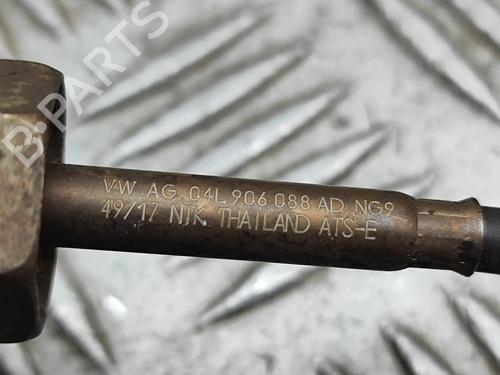 B-PARTS
VW AG 04L 906 088 AD NG9
49/17 NTK THAILAND ATS-E